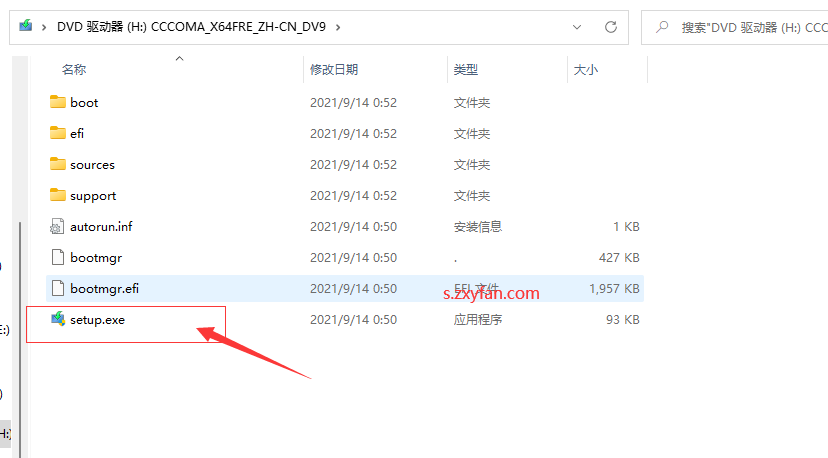 DVD 驱动器 (H:) CCCOMA_X64FRE_ZH-CN_DV9
搜索"DVD 驱动器 (H:) CCC
名称 修改日期 类型 大小
boot 2021/9/14 0:52 文件夹
efi 2021/9/14 0:52 文件夹
sources 2021/9/14 0:52 文件夹
support 2021/9/14 0:52 文件夹
autorun.inf 2021/9/14 0:50 安装信息 1 KB
bootmgr 2021/9/14 0:50 . 427 KB
bootmgr.efi 2021/9/14 0:50 EFI 文件 1,957 KB
s.zxyfan.com
setup.exe 2021/9/14 0:50 应用程序 93 KB
E:)
)
H:)